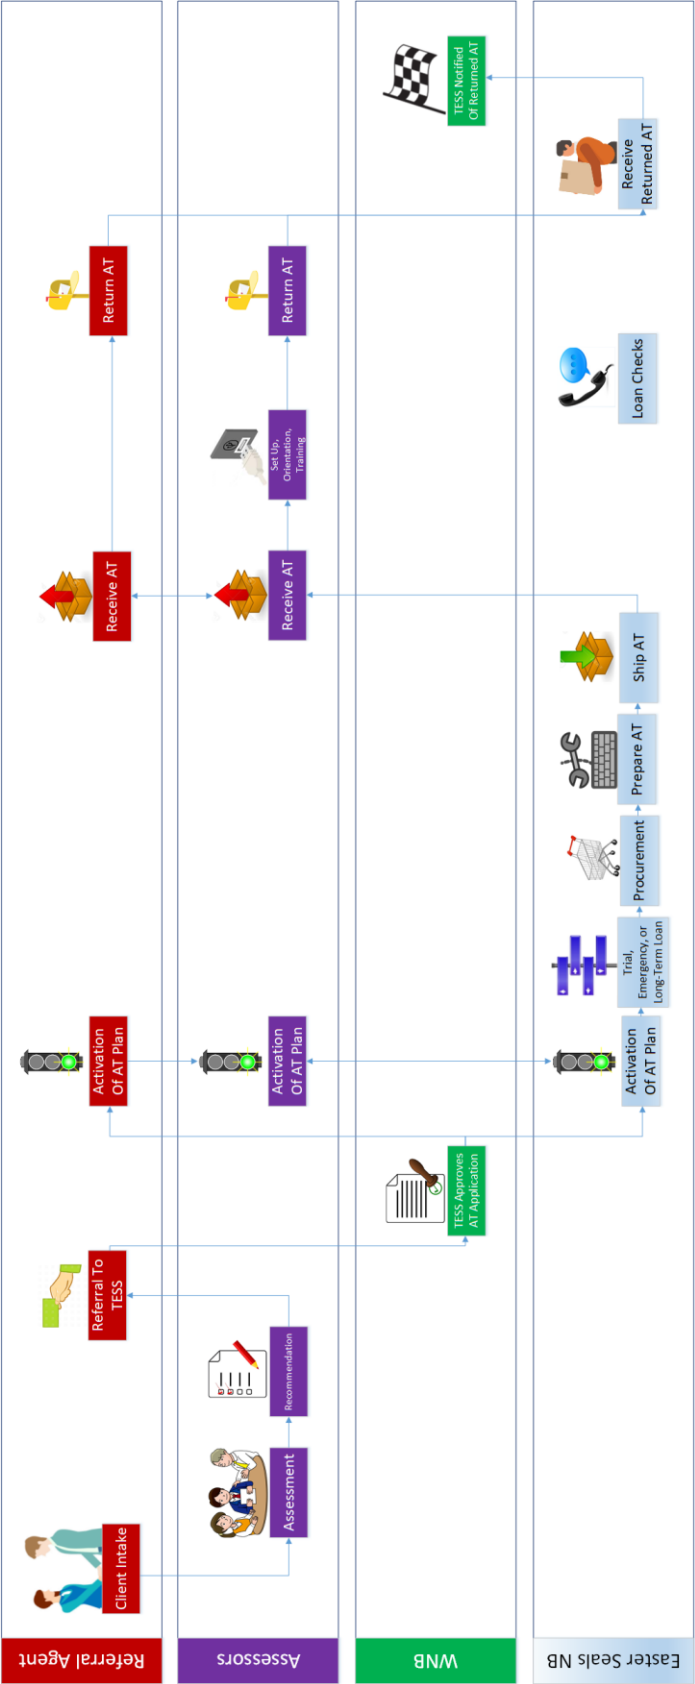 Referral Agent
Client Intake
Referral To
TESS
Activation
Of AT Plan
Receive AT
Return AT
Assessors
Assessment
Recommendation
Activation
Of AT Plan
Receive AT
Set Up,
Orientation,
Training
Return AT
WNB
TESS Approves
AT Application
TESS Notified
Of Returned AT
Easter Seals NB
Activation
Of AT Plan
Trial,
Emergency, or
Long-Term Loan
Procurement
Prepare AT
Ship AT
Loan Checks
Receive
Returned AT